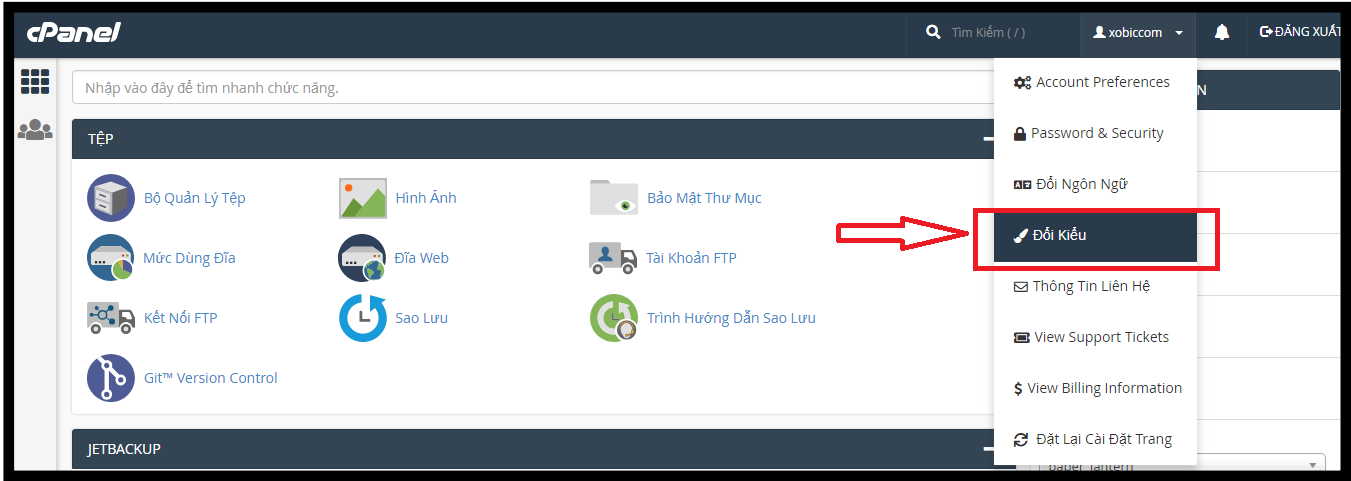 cPanel
Tìm Kiếm ( / )
xobiccom
ĐĂNG XUẤT
Nhập vào đây để tìm nhanh chức năng.
Account Preferences
Password & Security
Đổi Ngôn Ngữ
Đổi Kiểu
Thông Tin Liên Hệ
View Support Tickets
View Billing Information
Đặt Lại Cài Đặt Trang
N
TỆP
Bộ Quản Lý Tệp
Hình Ảnh
Bảo Mật Thư Mục
Mức Dùng Đĩa
Đĩa Web
Tài Khoản FTP
Kết Nối FTP
Sao Lưu
Trình Hướng Dẫn Sao Lưu
Git™ Version Control
JETBACKUP
paper_lantern